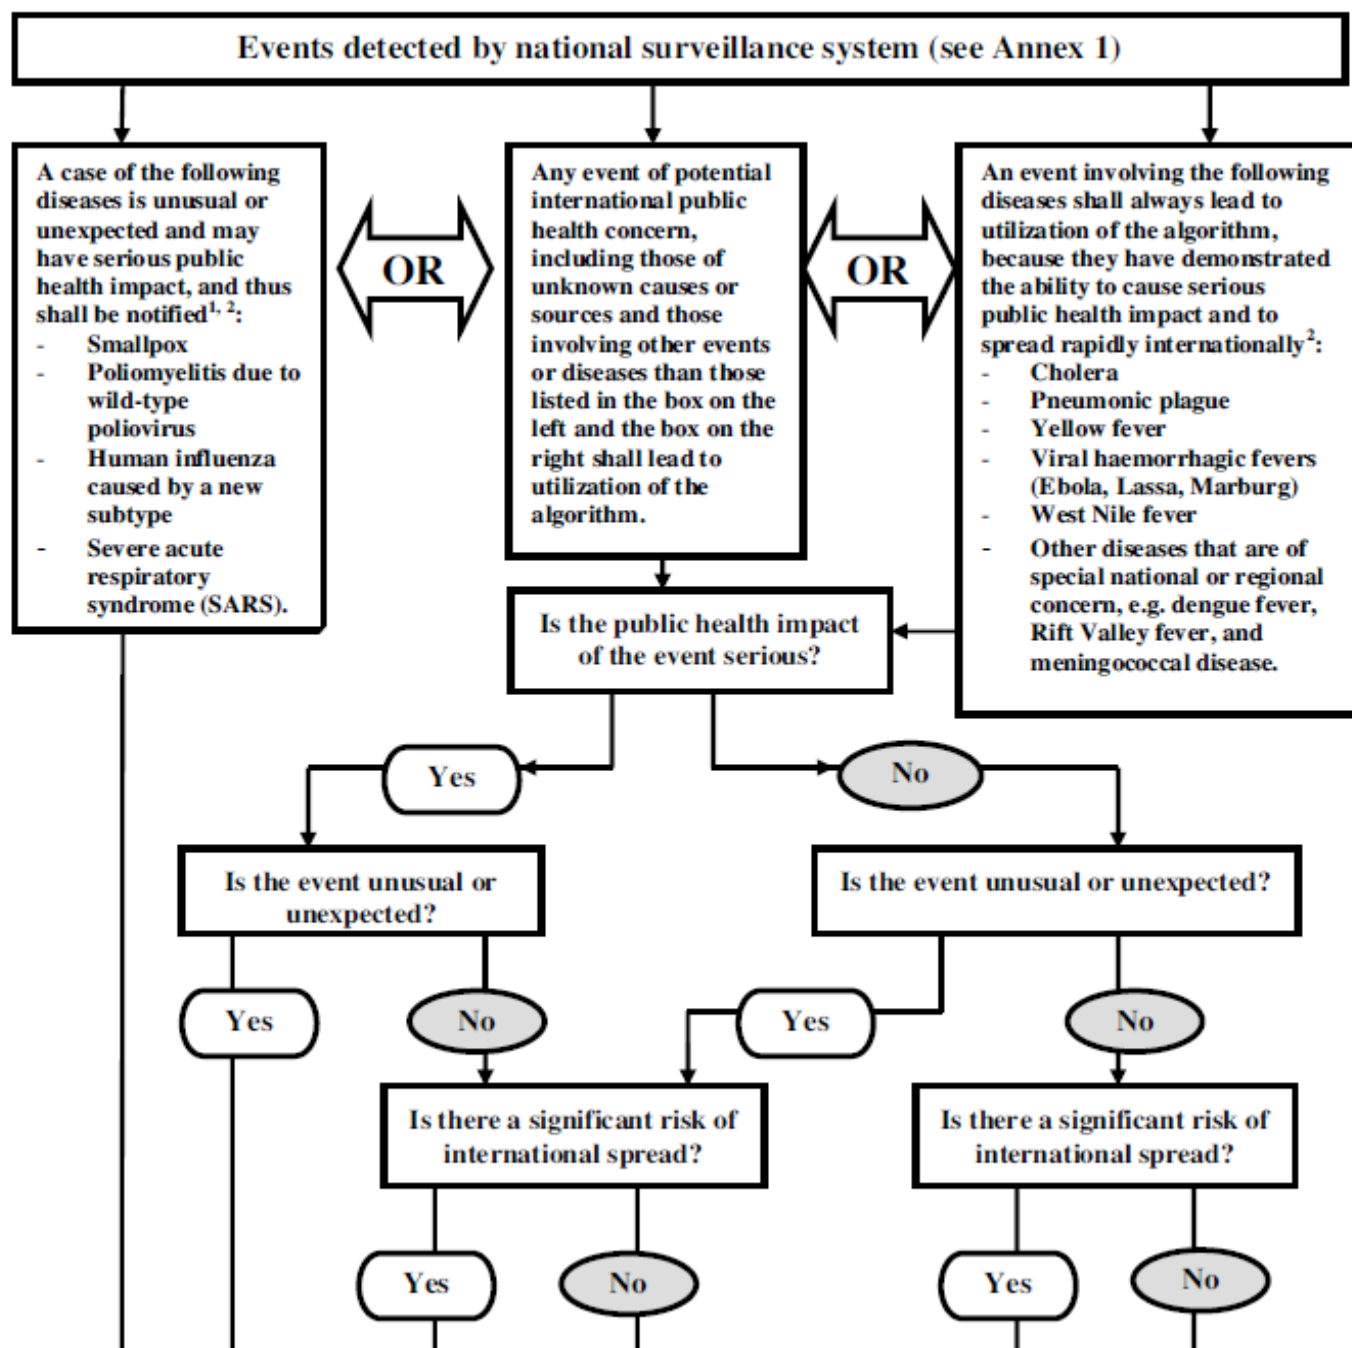 Events detected by national surveillance system (see Annex 1)
A case of the following
diseases is unusual or
unexpected and may
have serious public
health impact, and thus
shall be notified1, 2:
- Smallpox
- Poliomyelitis due to
wild-type
poliovirus
- Human influenza
caused by a new
subtype
- Severe acute
respiratory
syndrome (SARS).
OR
Any event of potential
international public
health concern,
including those of
unknown causes or
sources and those
involving other events
or diseases than those
listed in the box on the
left and the box on the
right shall lead to
utilization of the
algorithm.
OR
An event involving the following
diseases shall always lead to
utilization of the algorithm,
because they have demonstrated
the ability to cause serious
public health impact and to
spread rapidly internationally2:
- Cholera
- Pneumonic plague
- Yellow fever
- Viral haemorrhagic fevers
(Ebola, Lassa, Marburg)
- West Nile fever
- Other diseases that are of
special national or regional
concern, e.g. dengue fever,
Rift Valley fever, and
meningococcal disease.
Is the public health impact
of the event serious?
Yes
No
Is the event unusual or
unexpected?
Is the event unusual or unexpected?
Yes
No
Yes
No
Is there a significant risk of
international spread?
Is there a significant risk of
international spread?
Yes
No
Yes
No